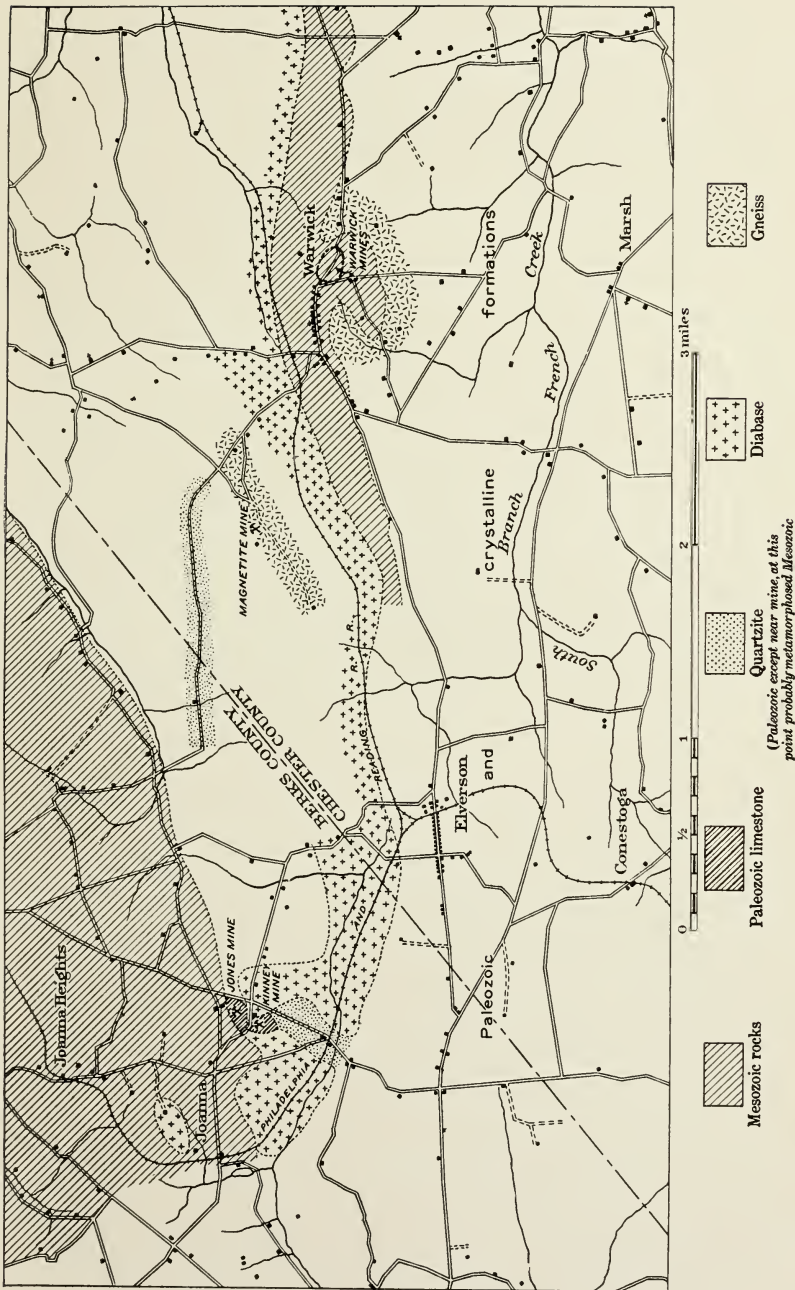 Joanna Heights
JONES MINE
KINNEY MINE
Joanna
PHILADELPHIA AND READING R. R.
BERKS COUNTY
CHESTER COUNTY
MAGNETITE MINE
Warwick
WARWICK MINES
Elverson
Paleozoic and crystalline formations
South Branch French Creek
Conestoga
Marsh
0 ½ 1 2 3 miles
Mesozoic rocks
Paleozoic limestone
Quartzite
(Paleozoic except near mine, at this
point probably metamorphosed Mesozoic
Diabase
Gneiss